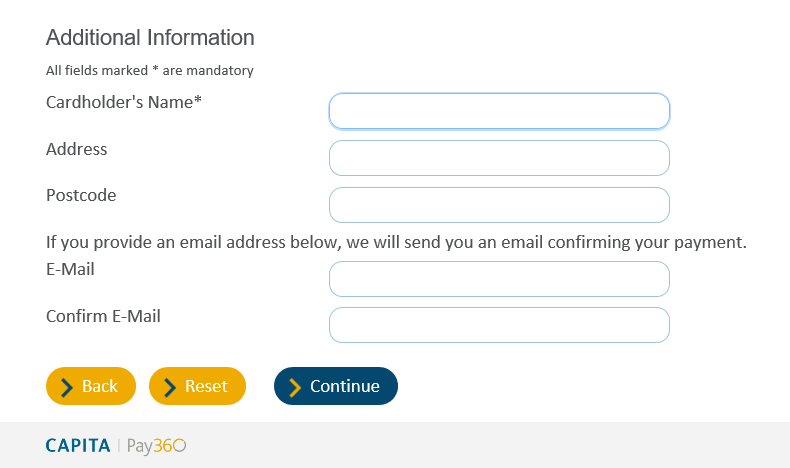 Additional Information
All fields marked * are mandatory
Cardholder's Name*
Address
Postcode
If you provide an email address below, we will send you an email confirming your payment.
E-Mail
Confirm E-Mail
Back Reset Continue
CAPITA | Pay360